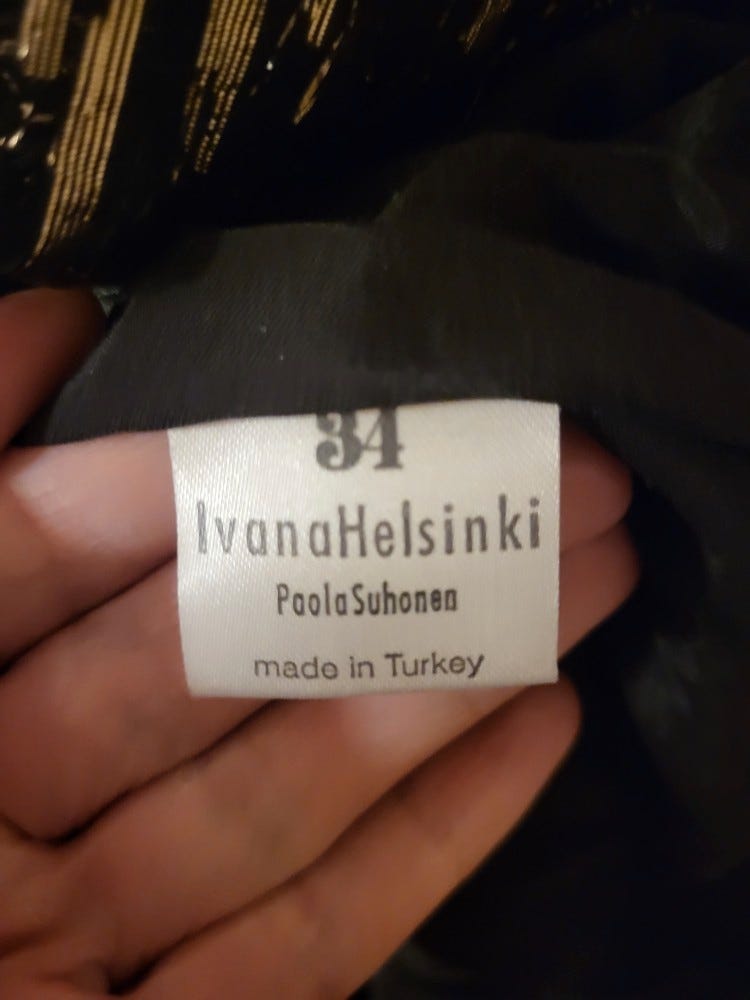 34
IvanaHelsinki
PaolaSuhonen
made in Turkey